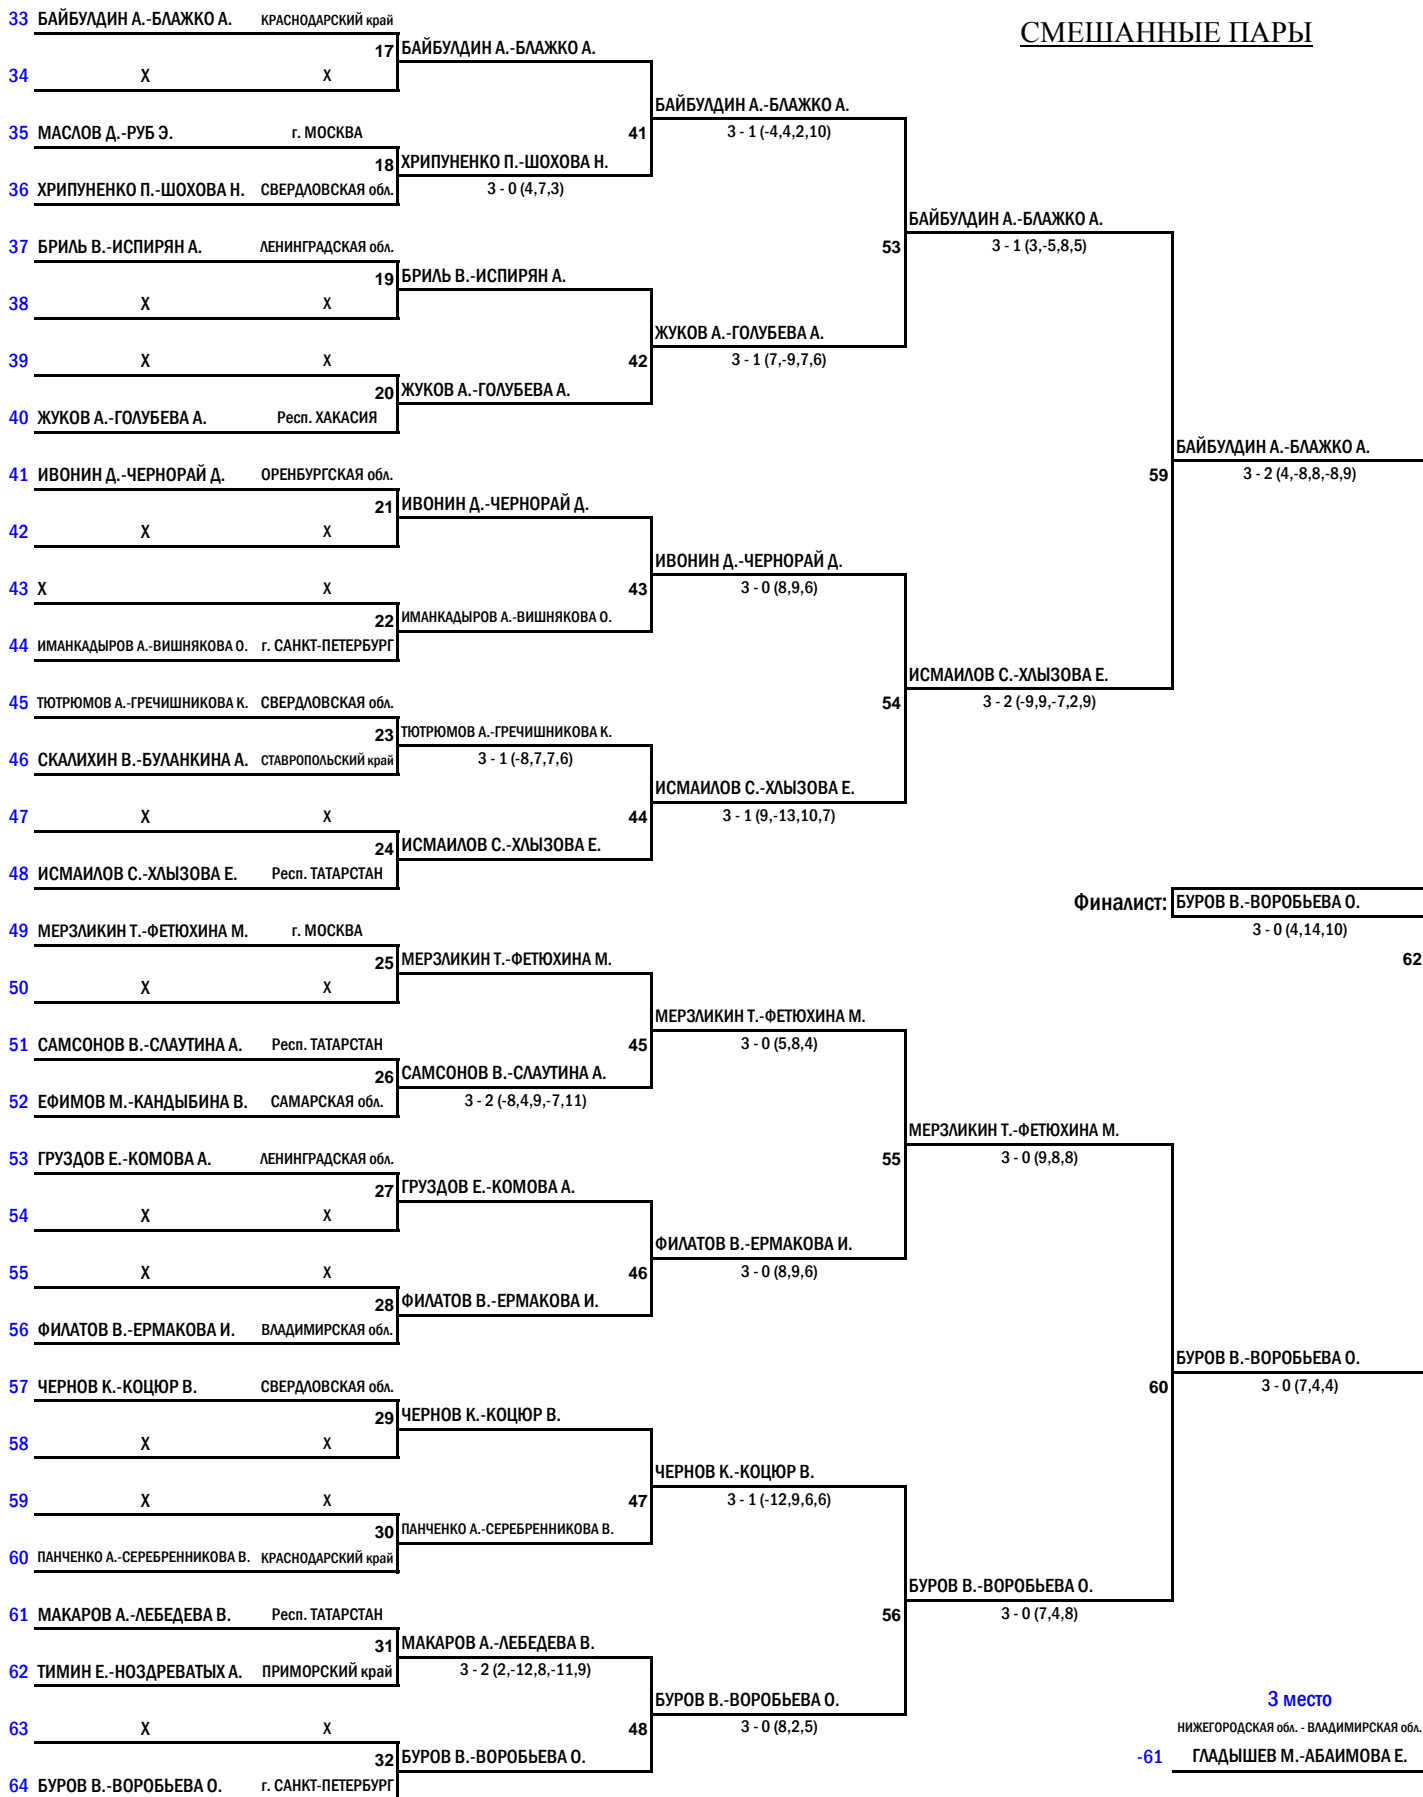 СМЕШАННЫЕ ПАРЫ
33 БАЙБУЛДИН А.-БЛАЖКО А. КРАСНОДАРСКИЙ край
17 БАЙБУЛДИН А.-БЛАЖКО А.
34 X X
БАЙБУЛДИН А.-БЛАЖКО А.
35 МАСЛОВ Д.-РУБ Э. г. МОСКВА 41 3 - 1 (-4,4,2,10)
18 ХРИПУНЕНКО П.-ШОХОВА Н.
36 ХРИПУНЕНКО П.-ШОХОВА Н. СВЕРДЛОВСКАЯ обл. 3 - 0 (4,7,3)
БАЙБУЛДИН А.-БЛАЖКО А.
37 БРИЛЬ В.-ИСПИРЯН А. ЛЕНИНГРАДСКАЯ обл. 53 3 - 1 (3,-5,8,5)
19 БРИЛЬ В.-ИСПИРЯН А.
38 X X
ЖУКОВ А.-ГОЛУБЕВА А.
39 X X 42 3 - 1 (7,-9,7,6)
20 ЖУКОВ А.-ГОЛУБЕВА А.
40 ЖУКОВ А.-ГОЛУБЕВА А. Респ. ХАКАСИЯ
БАЙБУЛДИН А.-БЛАЖКО А.
41 ИВОНИН Д.-ЧЕРНОРАЙ Д. ОРЕНБУРГСКАЯ обл. 59 3 - 2 (4,-8,8,-8,9)
21 ИВОНИН Д.-ЧЕРНОРАЙ Д.
42 X X
ИВОНИН Д.-ЧЕРНОРАЙ Д.
43 X X 43 3 - 0 (8,9,6)
22 ИМАНКАДЫРОВ А.-ВИШНЯКОВА О.
44 ИМАНКАДЫРОВ А.-ВИШНЯКОВА О. г. САНКТ-ПЕТЕРБУРГ
ИСМАИЛОВ С.-ХЛЫЗОВА Е.
45 ТЮТРЮМОВ А.-ГРЕЧИШНИКОВА К. СВЕРДЛОВСКАЯ обл. 54 3 - 2 (-9,9,-7,2,9)
23 ТЮТРЮМОВ А.-ГРЕЧИШНИКОВА К.
46 СКАЛИХИН В.-БУЛАНКИНА А. СТАВРОПОЛЬСКИЙ край 3 - 1 (-8,7,7,6)
ИСМАИЛОВ С.-ХЛЫЗОВА Е.
47 X X 44 3 - 1 (9,-13,10,7)
24 ИСМАИЛОВ С.-ХЛЫЗОВА Е.
48 ИСМАИЛОВ С.-ХЛЫЗОВА Е. Респ. ТАТАРСТАН
Финалист: БУРОВ В.-ВОРОБЬЕВА О.
49 МЕРЗЛИКИН Т.-ФЕТЮХИНА М. г. МОСКВА 3 - 0 (4,14,10)
25 МЕРЗЛИКИН Т.-ФЕТЮХИНА М. 62
50 X X
МЕРЗЛИКИН Т.-ФЕТЮХИНА М.
51 САМСОНОВ В.-СЛАУТИНА А. Респ. ТАТАРСТАН 45 3 - 0 (5,8,4)
26 САМСОНОВ В.-СЛАУТИНА А.
52 ЕФИМОВ М.-КАНДЫБИНА В. САМАРСКАЯ обл. 3 - 2 (-8,4,9,-7,11)
МЕРЗЛИКИН Т.-ФЕТЮХИНА М.
53 ГРУЗДОВ Е.-КОМОВА А. ЛЕНИНГРАДСКАЯ обл. 55 3 - 0 (9,8,8)
27 ГРУЗДОВ Е.-КОМОВА А.
54 X X
ФИЛАТОВ В.-ЕРМАКОВА И.
55 X X 46 3 - 0 (8,9,6)
28 ФИЛАТОВ В.-ЕРМАКОВА И.
56 ФИЛАТОВ В.-ЕРМАКОВА И. ВЛАДИМИРСКАЯ обл.
БУРОВ В.-ВОРОБЬЕВА О.
57 ЧЕРНОВ К.-КОЦЮР В. СВЕРДЛОВСКАЯ обл. 60 3 - 0 (7,4,4)
29 ЧЕРНОВ К.-КОЦЮР В.
58 X X
ЧЕРНОВ К.-КОЦЮР В.
59 X X 47 3 - 1 (-12,9,6,6)
30 ПАНЧЕНКО А.-СЕРЕБРЕННИКОВА В.
60 ПАНЧЕНКО А.-СЕРЕБРЕННИКОВА В. КРАСНОДАРСКИЙ край
БУРОВ В.-ВОРОБЬЕВА О.
61 МАКАРОВ А.-ЛЕБЕДЕВА В. Респ. ТАТАРСТАН 56 3 - 0 (7,4,8)
31 МАКАРОВ А.-ЛЕБЕДЕВА В.
62 ТИМИН Е.-НОЗДРЕВАТЫХ А. ПРИМОРСКИЙ край 3 - 2 (2,-12,8,-11,9)
БУРОВ В.-ВОРОБЬЕВА О. 3 место
63 X X 48 3 - 0 (8,2,5) НИЖЕГОРОДСКАЯ обл. - ВЛАДИМИРСКАЯ обл.
32 БУРОВ В.-ВОРОБЬЕВА О. -61 ГЛАДЫШЕВ М.-АБАИМОВА Е.
64 БУРОВ В.-ВОРОБЬЕВА О. г. САНКТ-ПЕТЕРБУРГ